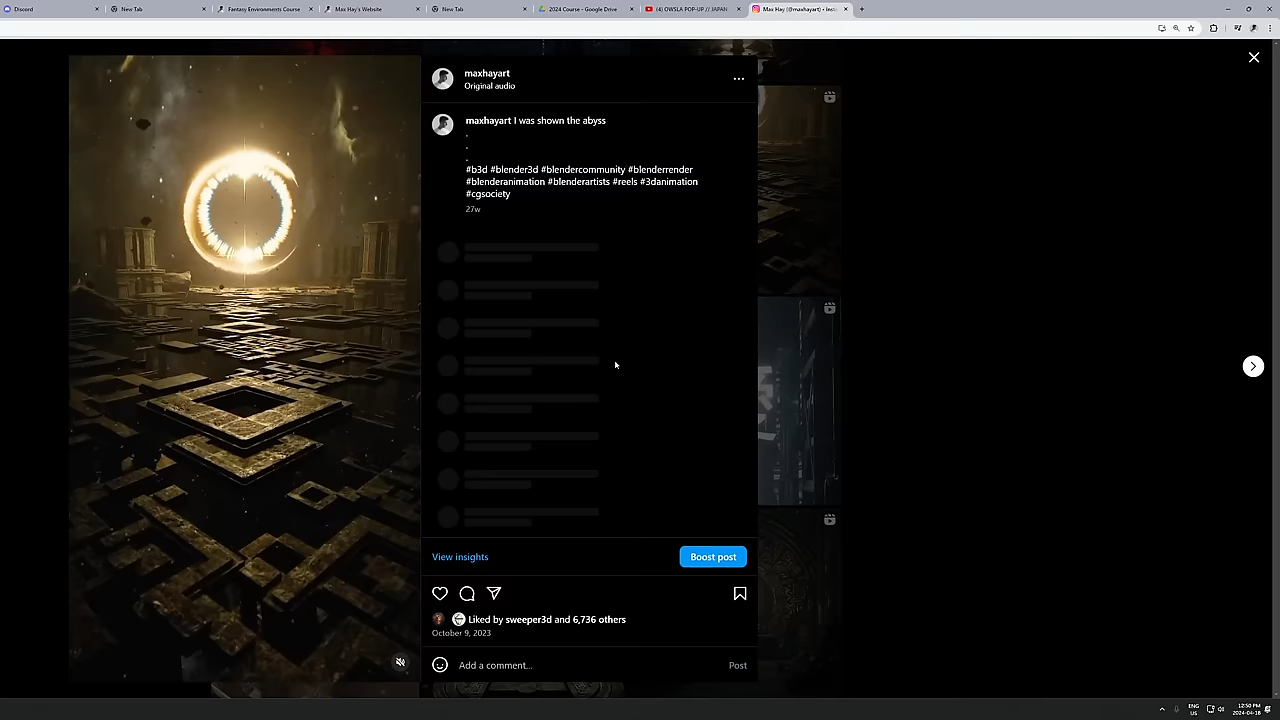 Discord
New Tab
Fantasy Environments Course
Max Hay's Website
New Tab
2024 Course - Google Drive
(4) OWSLA POP-UP // JAPAN
Max Hay (@maxhayart) • Inst
maxhayart
Original audio
maxhayart I was shown the abyss
.
.
.
#b3d #blender3d #blendercommunity #blenderrender
#blenderanimation #blenderartists #reels #3danimation
#cgsociety
27w
View insights
Boost post
Liked by sweeper3d and 6,736 others
October 9, 2023
Add a comment...
Post
ENG
US
12:50 PM
2024-04-18